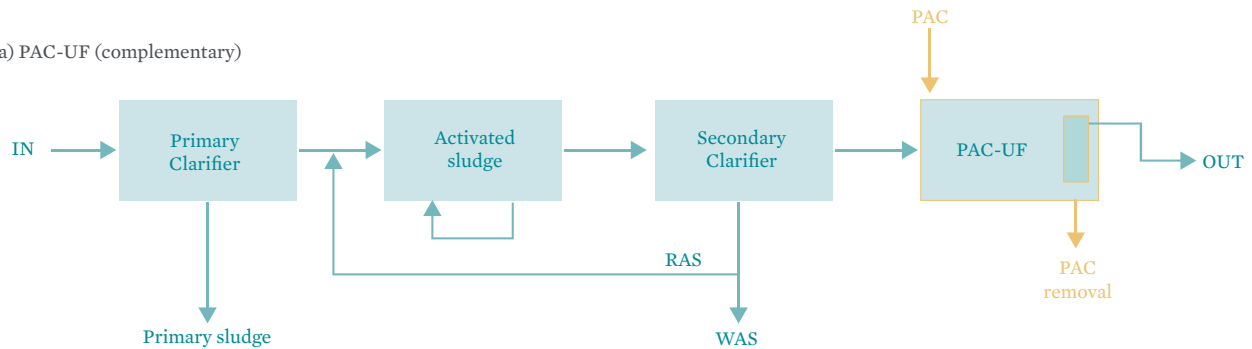 PAC
a) PAC-UF (complementary)
IN
Primary
Clarifier
Activated
sludge
Secondary
Clarifier
PAC-UF
OUT
RAS
PAC
removal
Primary sludge
WAS